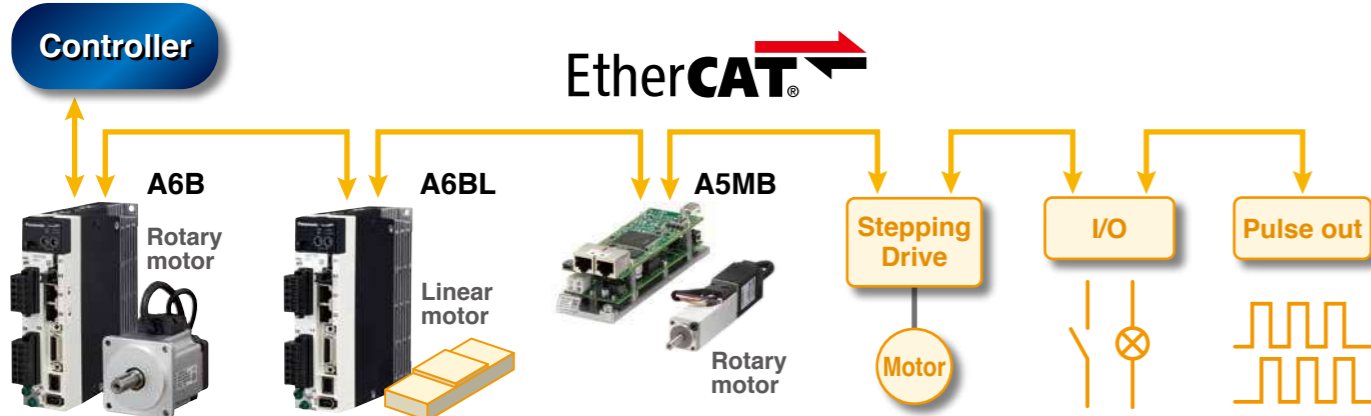 Controller
EtherCAT®
A6B
Rotary
motor
A6BL
Linear
motor
A5MB
Rotary
motor
Stepping
Drive
Motor
I/O
Pulse out